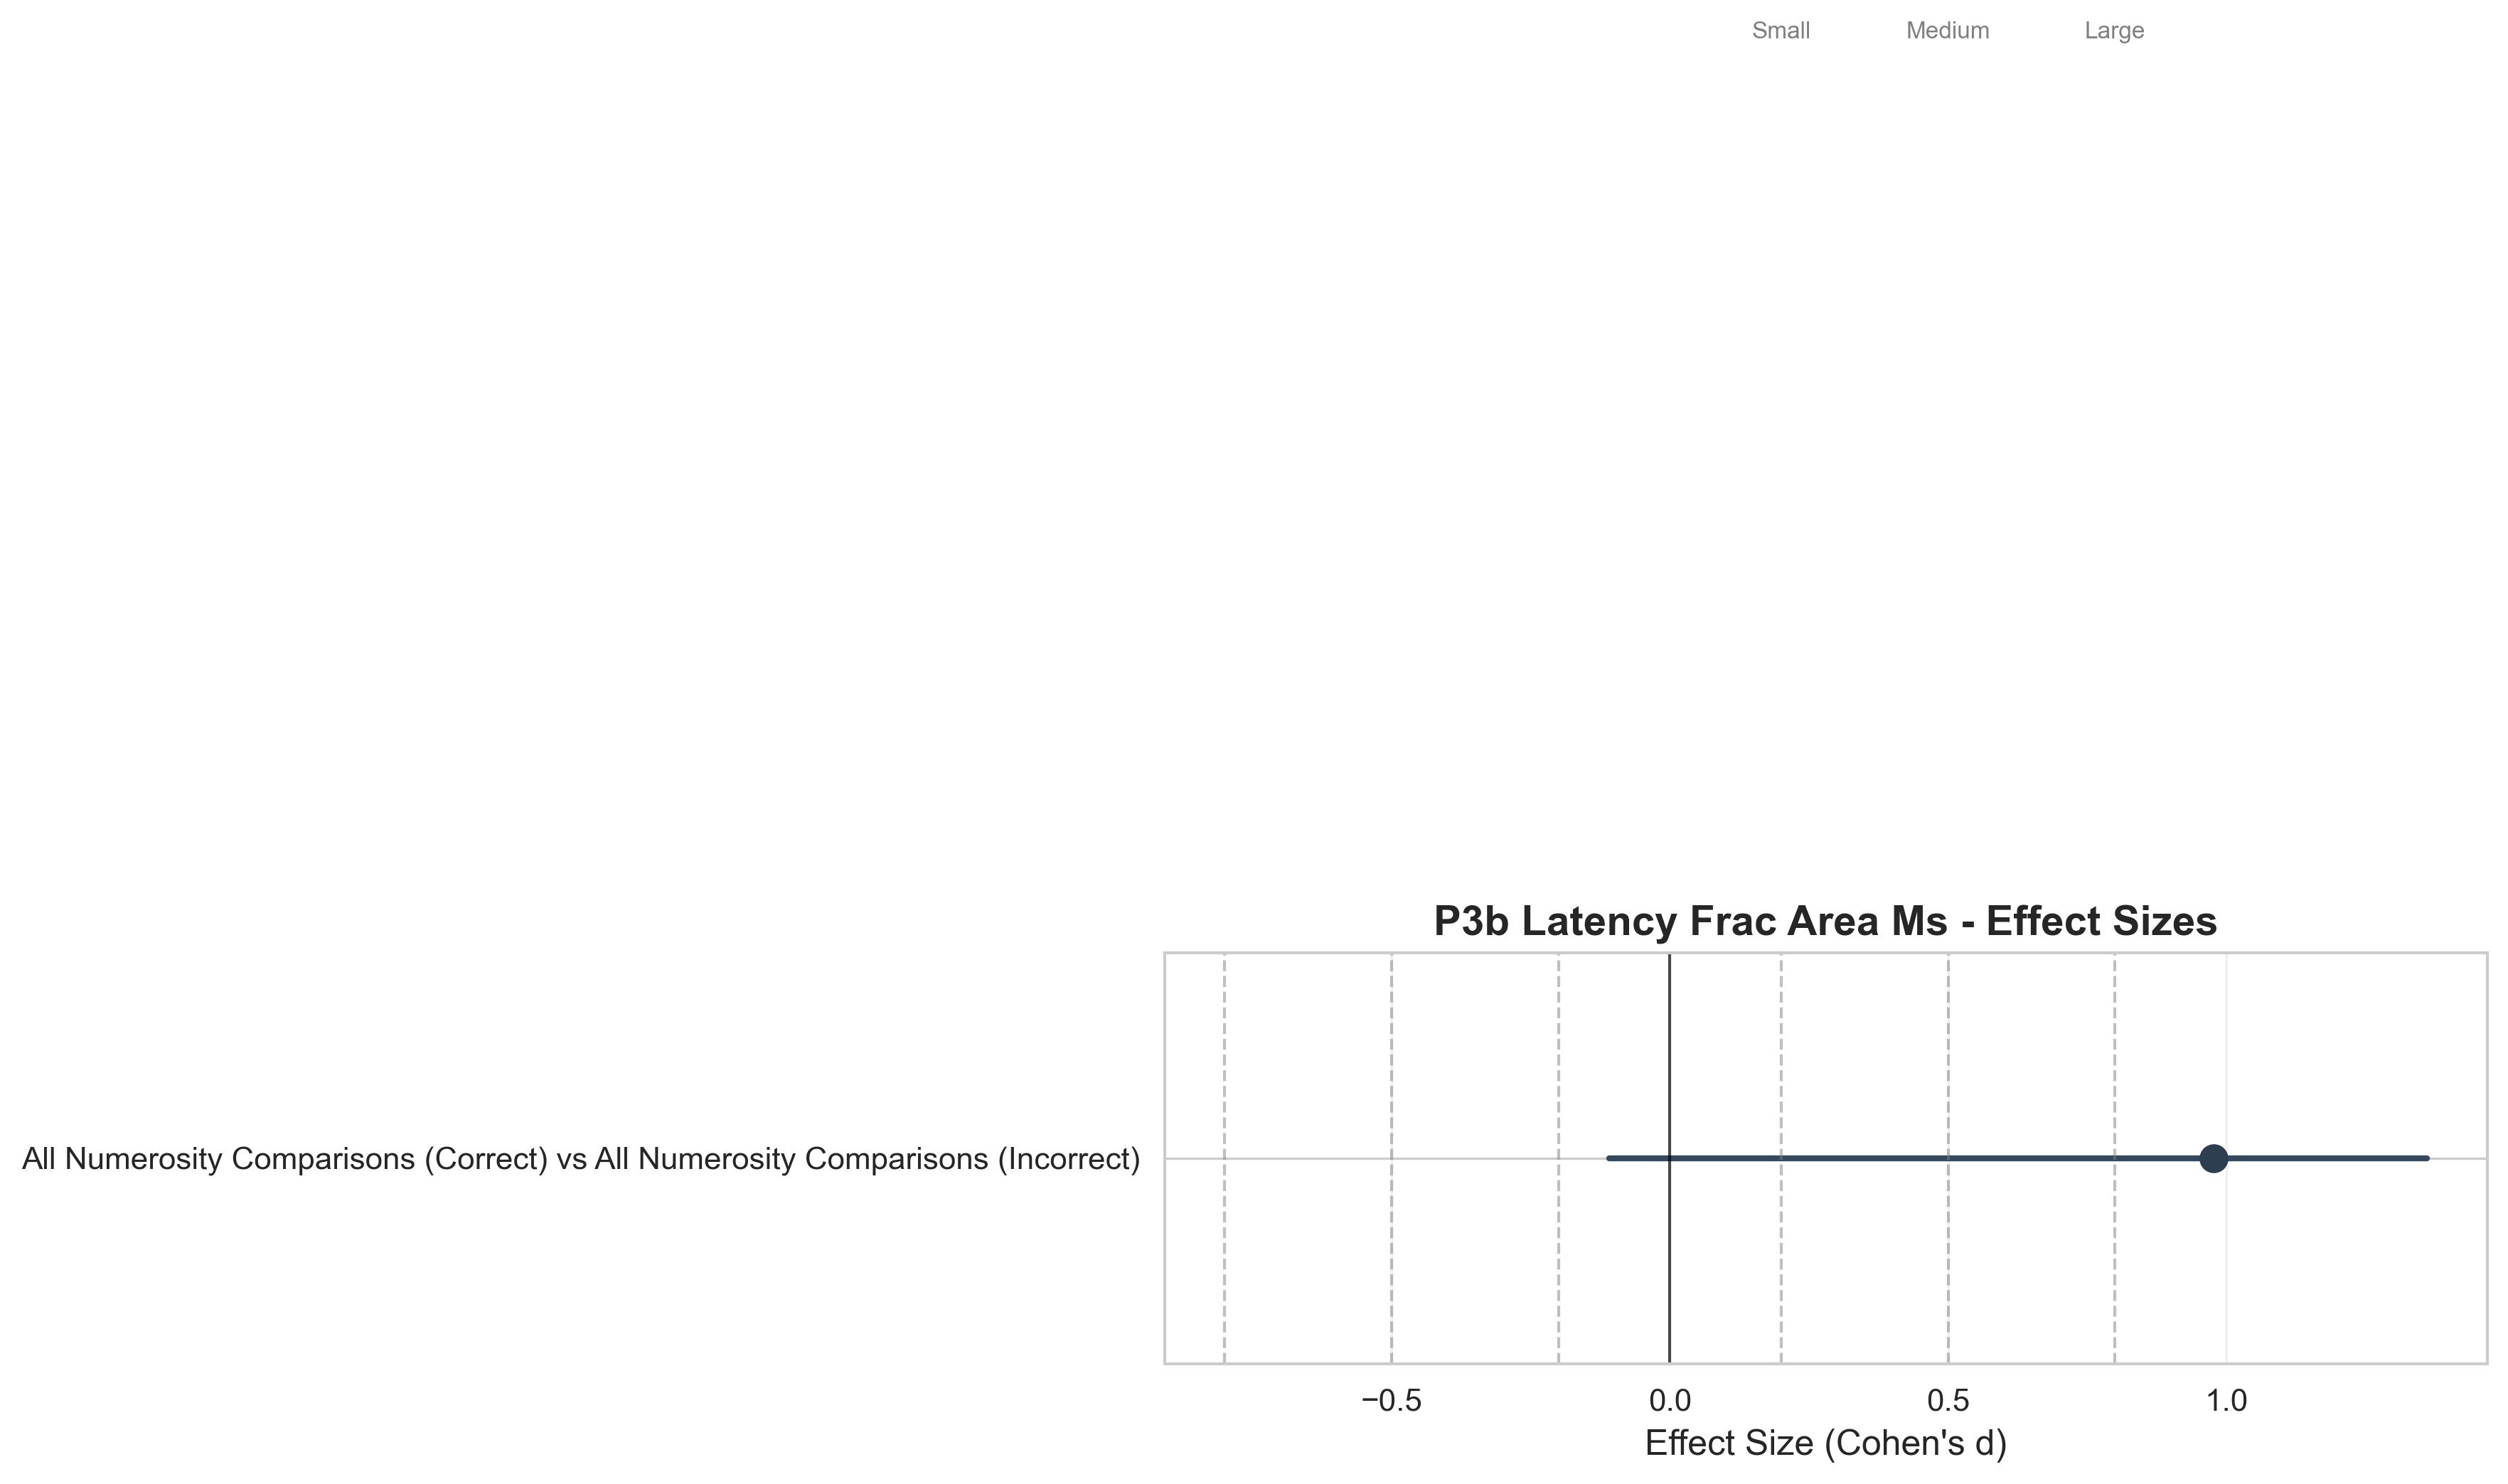 Small Medium Large
P3b Latency Frac Area Ms - Effect Sizes
All Numerosity Comparisons (Correct) vs All Numerosity Comparisons (Incorrect)
−0.5 0.0 0.5 1.0
Effect Size (Cohen's d)